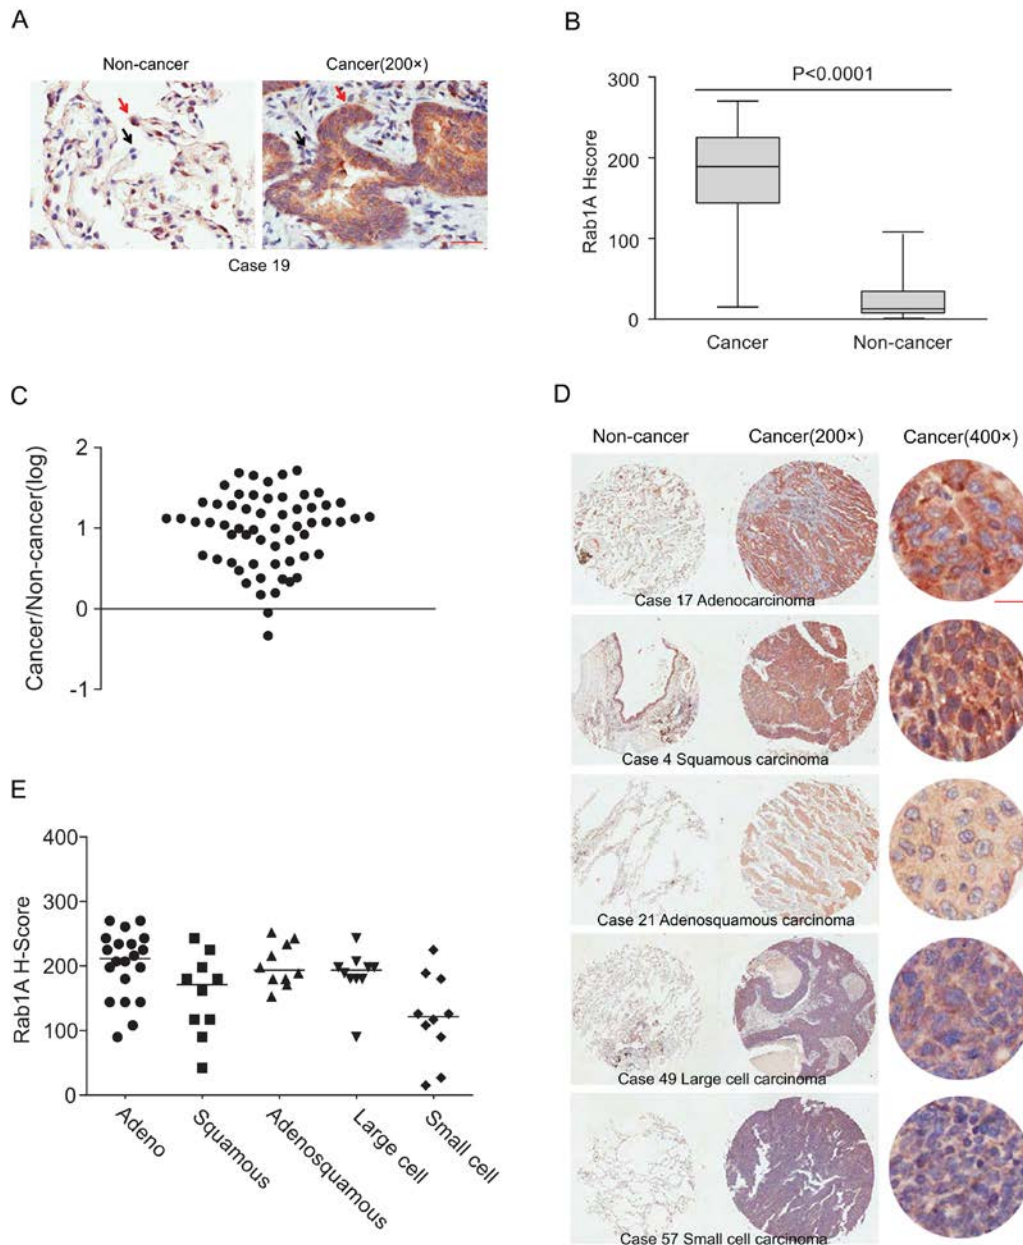 A
Non-cancer
Cancer(200×)
Case 19
B
Rab1A Hscore
300
200
100
0
P<0.0001
Cancer
Non-cancer
C
Cancer/Non-cancer(log)
2
1
0
-1
D
Non-cancer
Cancer(200×)
Cancer(400×)
Case 17 Adenocarcinoma
Case 4 Squamous carcinoma
Case 21 Adenosquamous carcinoma
Case 49 Large cell carcinoma
Case 57 Small cell carcinoma
E
Rab1A H-Score
400
300
200
100
0
Adeno
Squamous
Adenosquamous
Large cell
Small cell